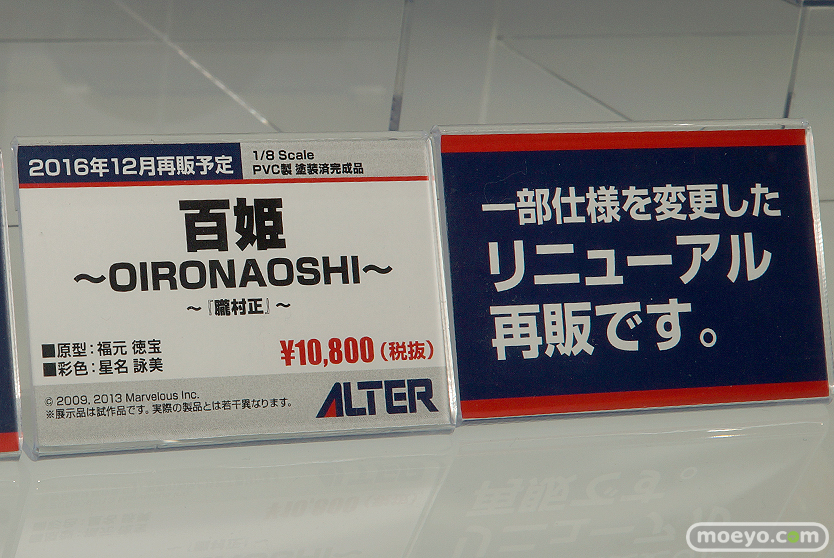 2016年12月再販予定
1/8 Scale
PVC製 塗装済完成品
百姫
～OIRONAOSHI～
～『朧村正』～
■原型：福元 徳宝
■彩色：星名 詠美
¥10,800（税抜）
© 2009, 2013 Marvelous Inc.
※展示品は試作品です。実際の製品とは若干異なります。
ALTER
一部仕様を変更した
リニューアル
再販です。
moeyo.com